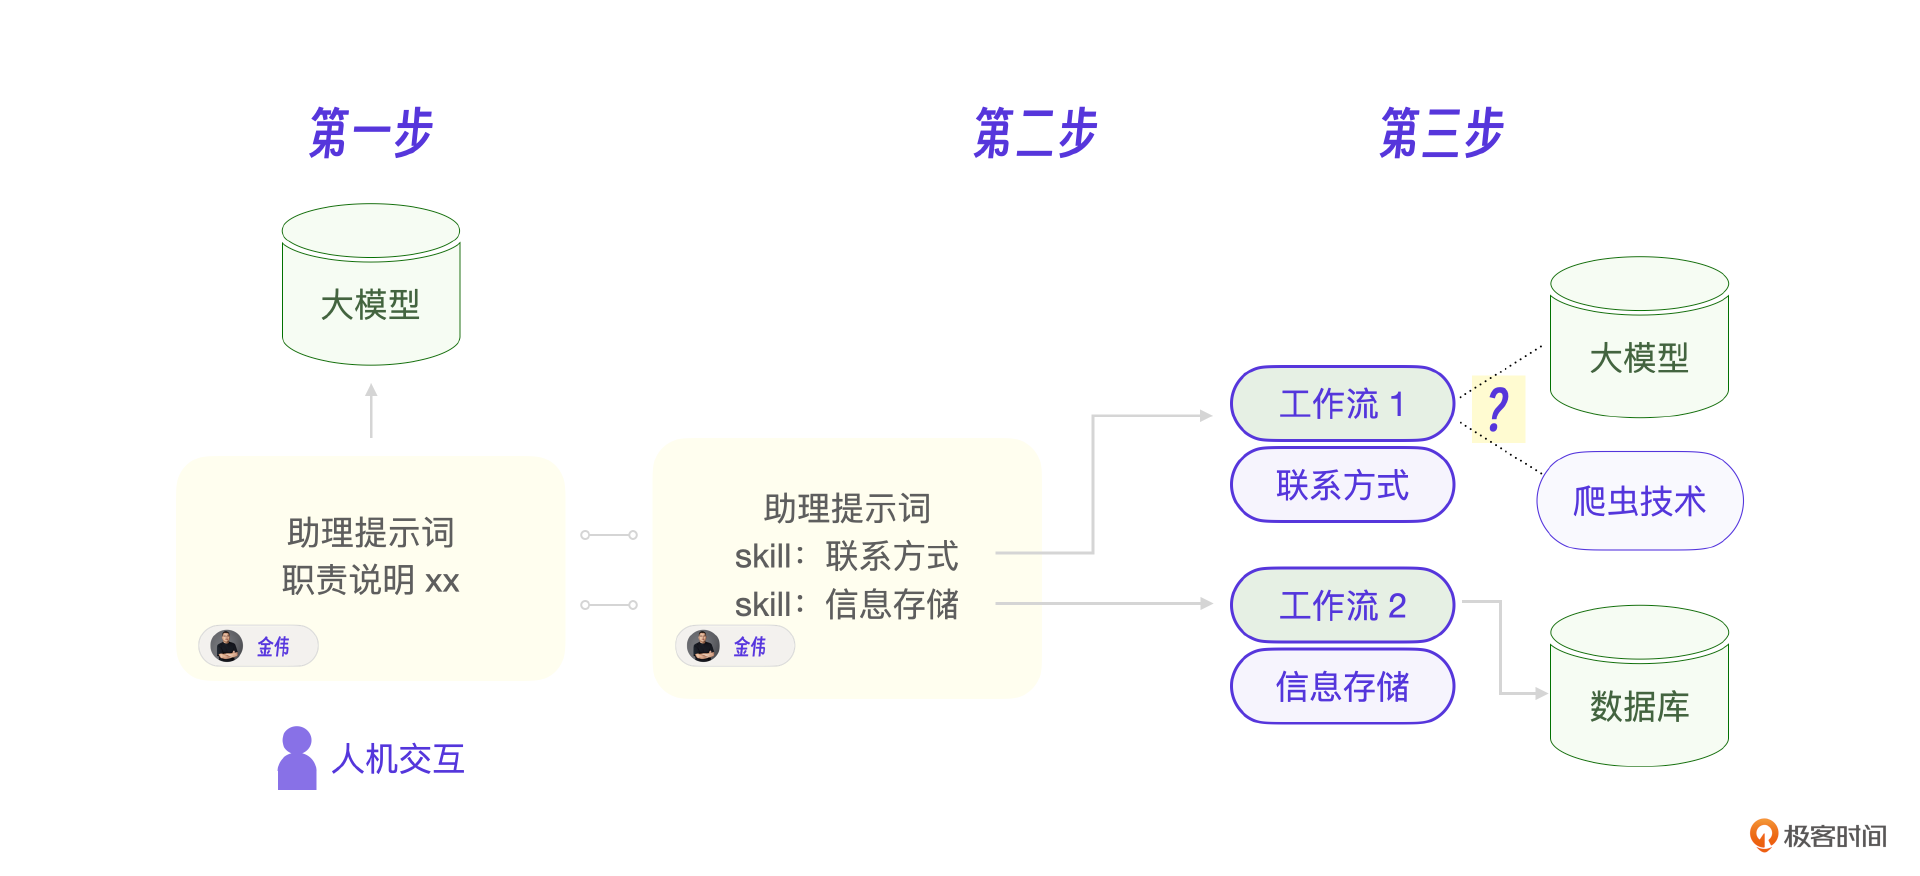 第一步
第二步
第三步
大模型
助理提示词
职责说明 xx
金伟
人机交互
助理提示词
skill：联系方式
skill：信息存储
金伟
工作流 1
联系方式
?
大模型
爬虫技术
工作流 2
信息存储
数据库
极客时间